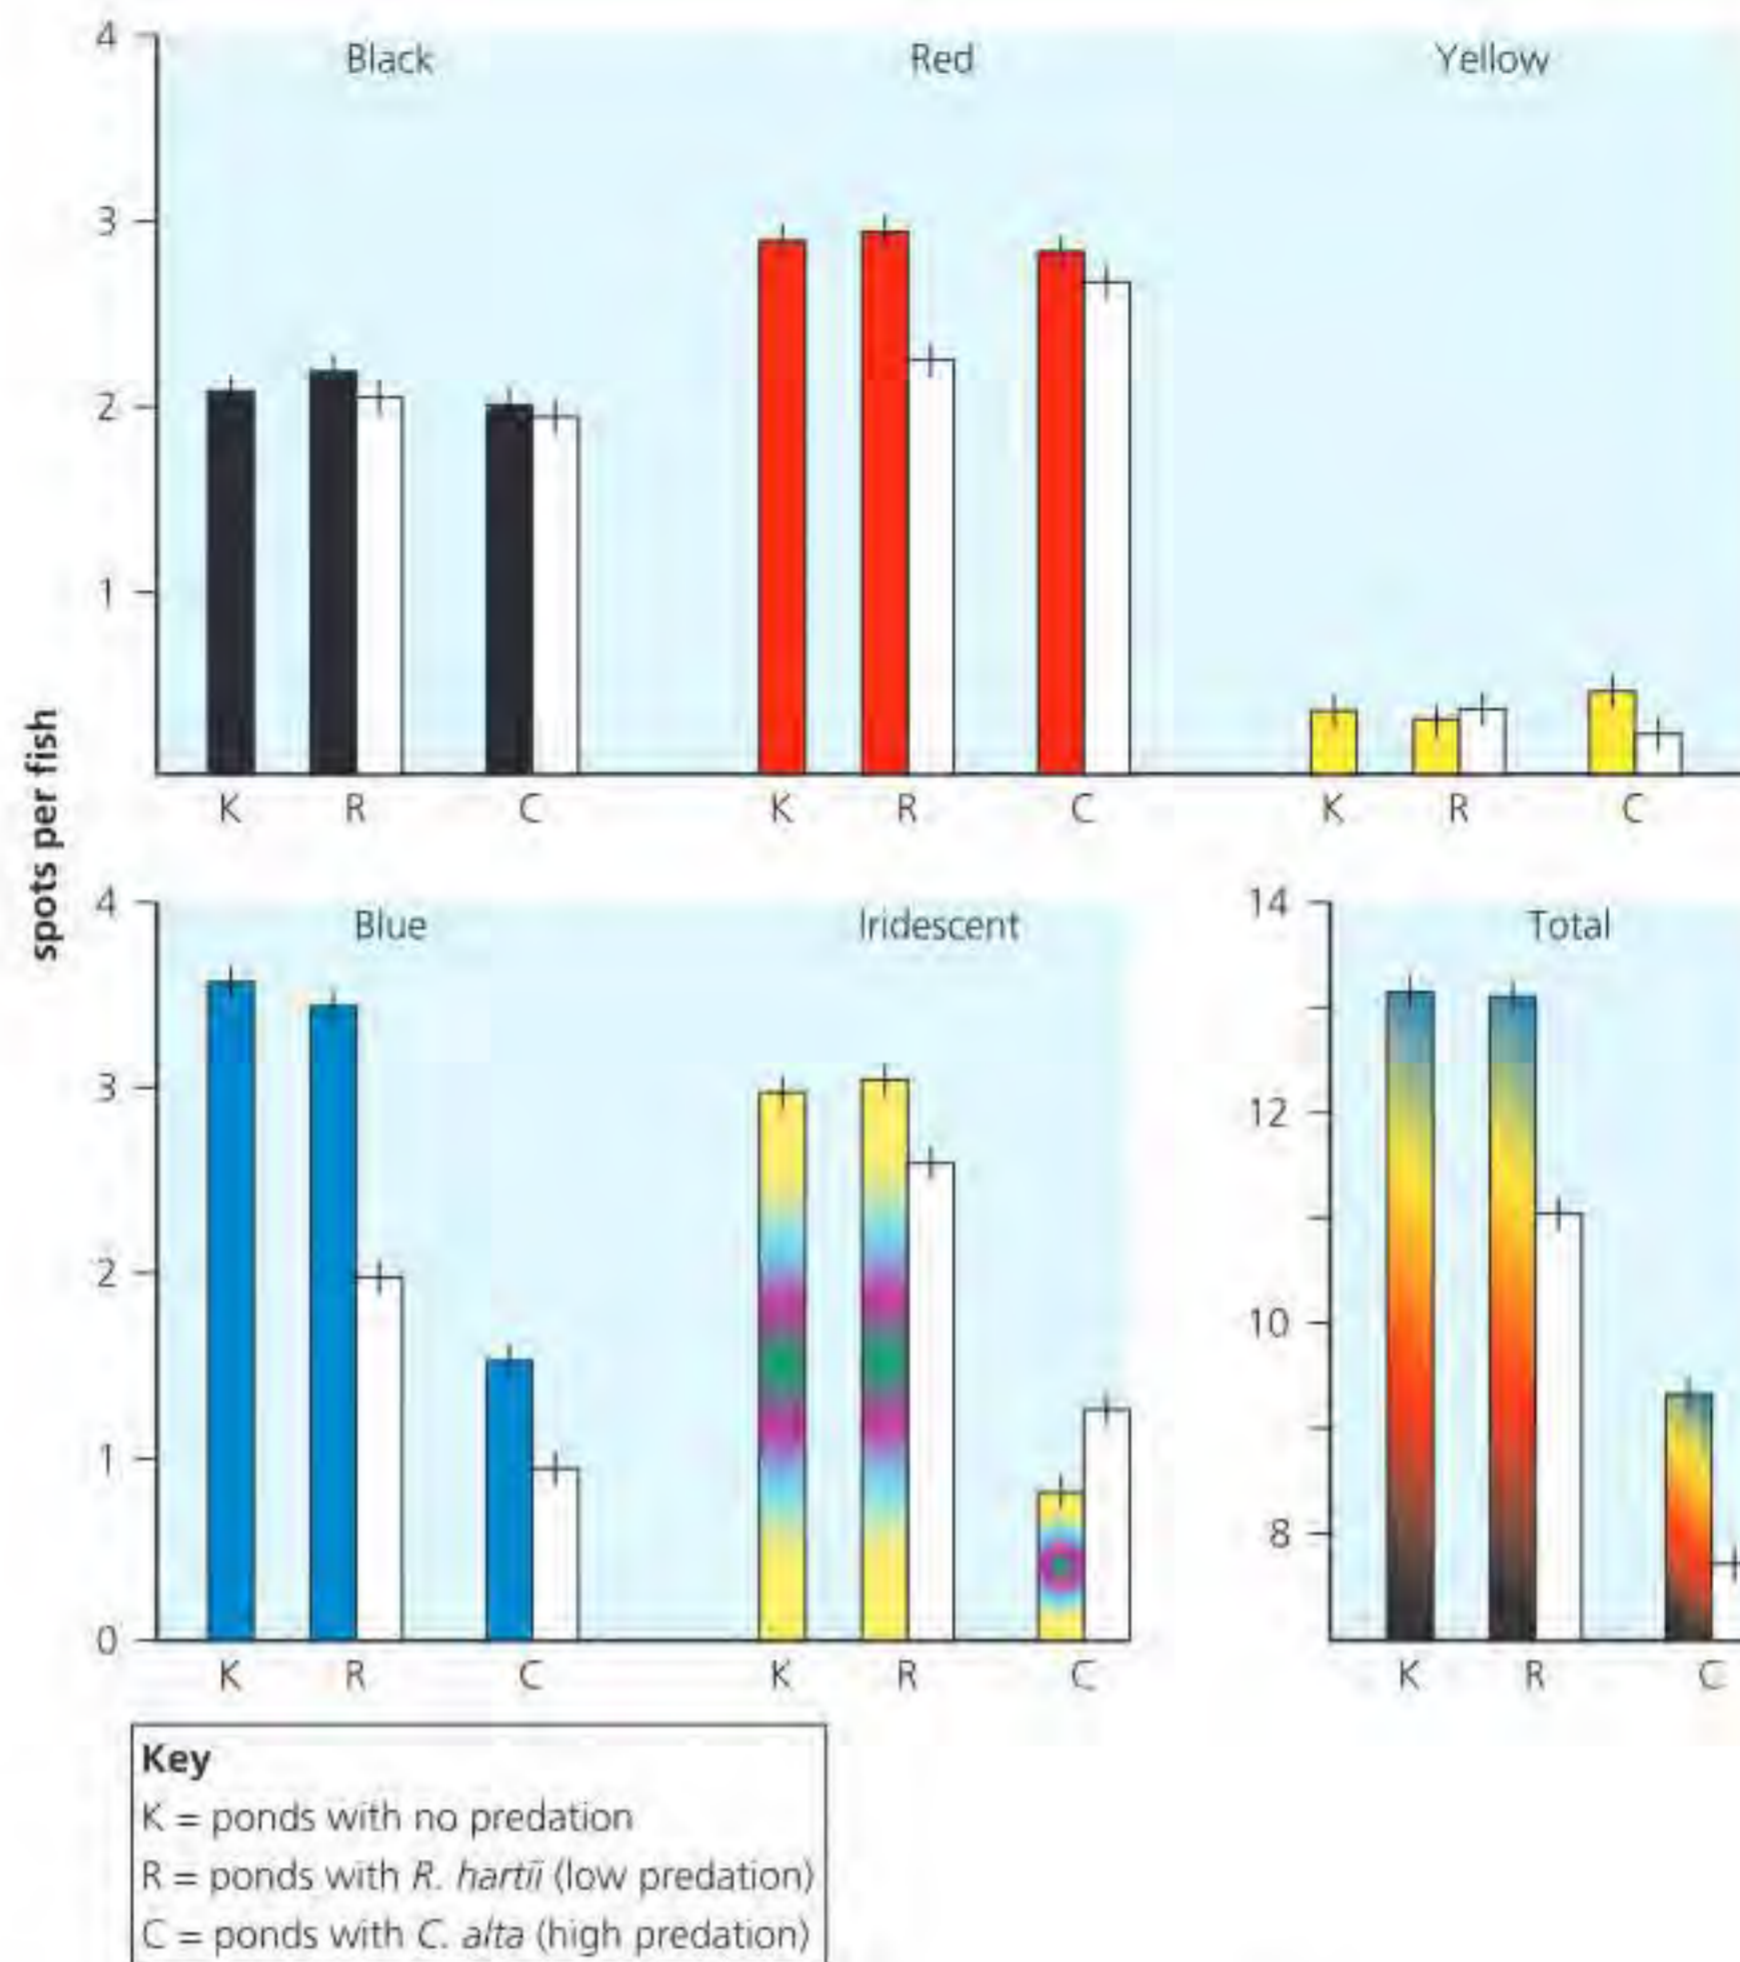 4
Black
Red
Yellow
3
2
1
K
R
C
K
R
C
K
R
C
spots per fish
4
Blue
Iridescent
14
Total
3
12
2
10
1
8
0
K
R
C
K
R
C
K
R
C
Key
K = ponds with no predation
R = ponds with R. hartii (low predation)
C = ponds with C. alta (high predation)